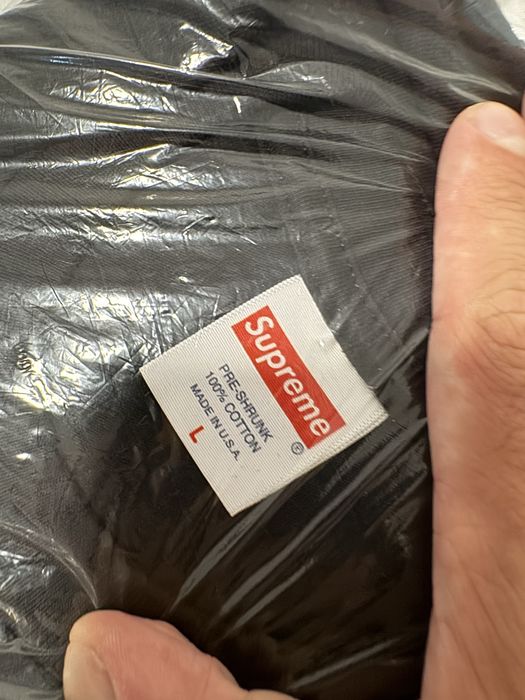 Supreme
®
PRE-SHRUNK
100% COTTON
MADE IN U.S.A.
L